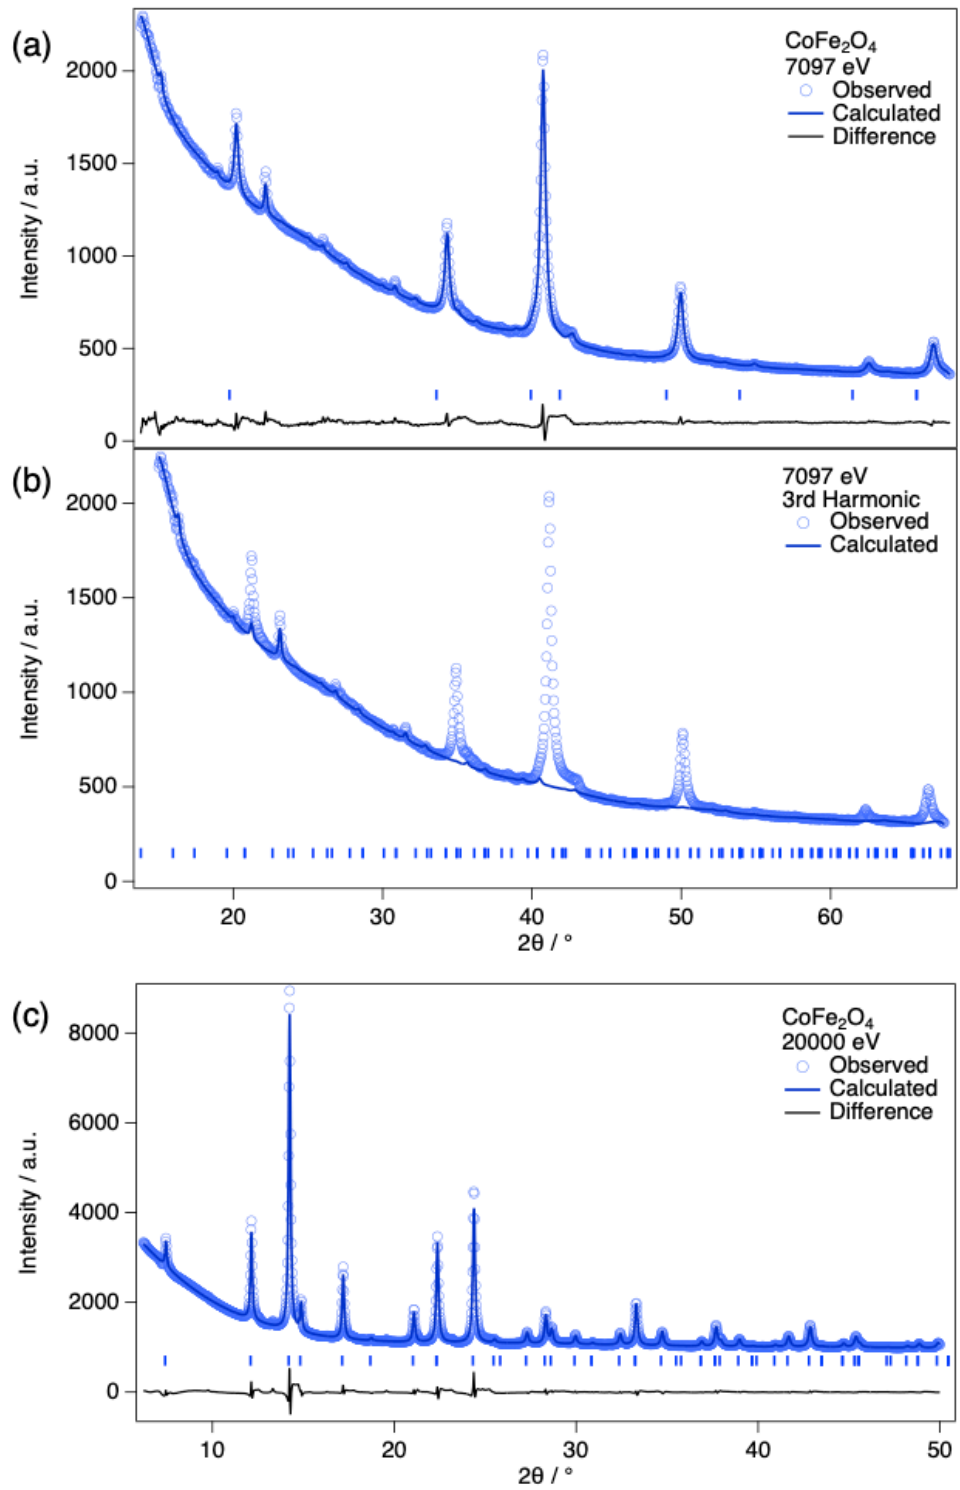 (a)
CoFe₂O₄
7097 eV
Observed
Calculated
Difference
2000
1500
1000
500
0
Intensity / a.u.
(b)
7097 eV
3rd Harmonic
Observed
Calculated
2000
1500
1000
500
0
Intensity / a.u.
20 30 40 50 60
2θ / °
(c)
CoFe₂O₄
20000 eV
Observed
Calculated
Difference
8000
6000
4000
2000
0
Intensity / a.u.
10 20 30 40 50
2θ / °